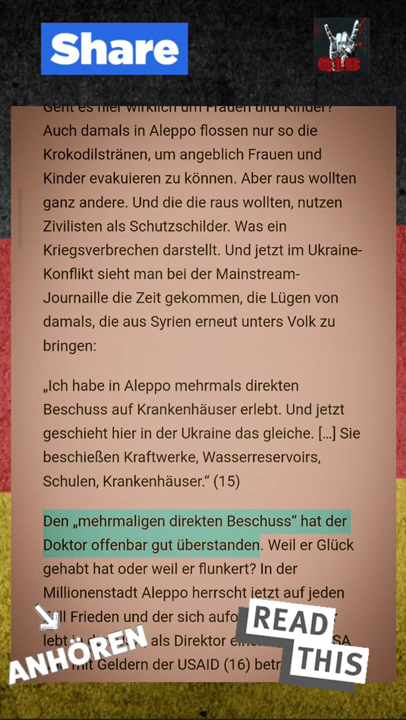 Share
SLS
Geht es hier wirklich um Frauen und Kinder?
Auch damals in Aleppo flossen nur so die
Krokodilstränen, um angeblich Frauen und
Kinder evakuieren zu können. Aber raus wollten
ganz andere. Und die die raus wollten, nutzen
Zivilisten als Schutzschilder. Was ein
Kriegsverbrechen darstellt. Und jetzt im Ukraine-
Konflikt sieht man bei der Mainstream-
Journaille die Zeit gekommen, die Lügen von
damals, die aus Syrien erneut unters Volk zu
bringen:
„Ich habe in Aleppo mehrmals direkten
Beschuss auf Krankenhäuser erlebt. Und jetzt
geschieht hier in der Ukraine das gleiche. […] Sie
beschießen Kraftwerke, Wasserreservoirs,
Schulen, Krankenhäuser.“ (15)
Den „mehrmaligen direkten Beschuss“ hat der
Doktor offenbar gut überstanden. Weil er Glück
gehabt hat oder weil er flunkert? In der
Millionenstadt Aleppo herrscht jetzt auf jeden
Frieden und der sich
lebt als Direktor
mit Geldern der USAID (16)
ANHÖREN
READ
THIS